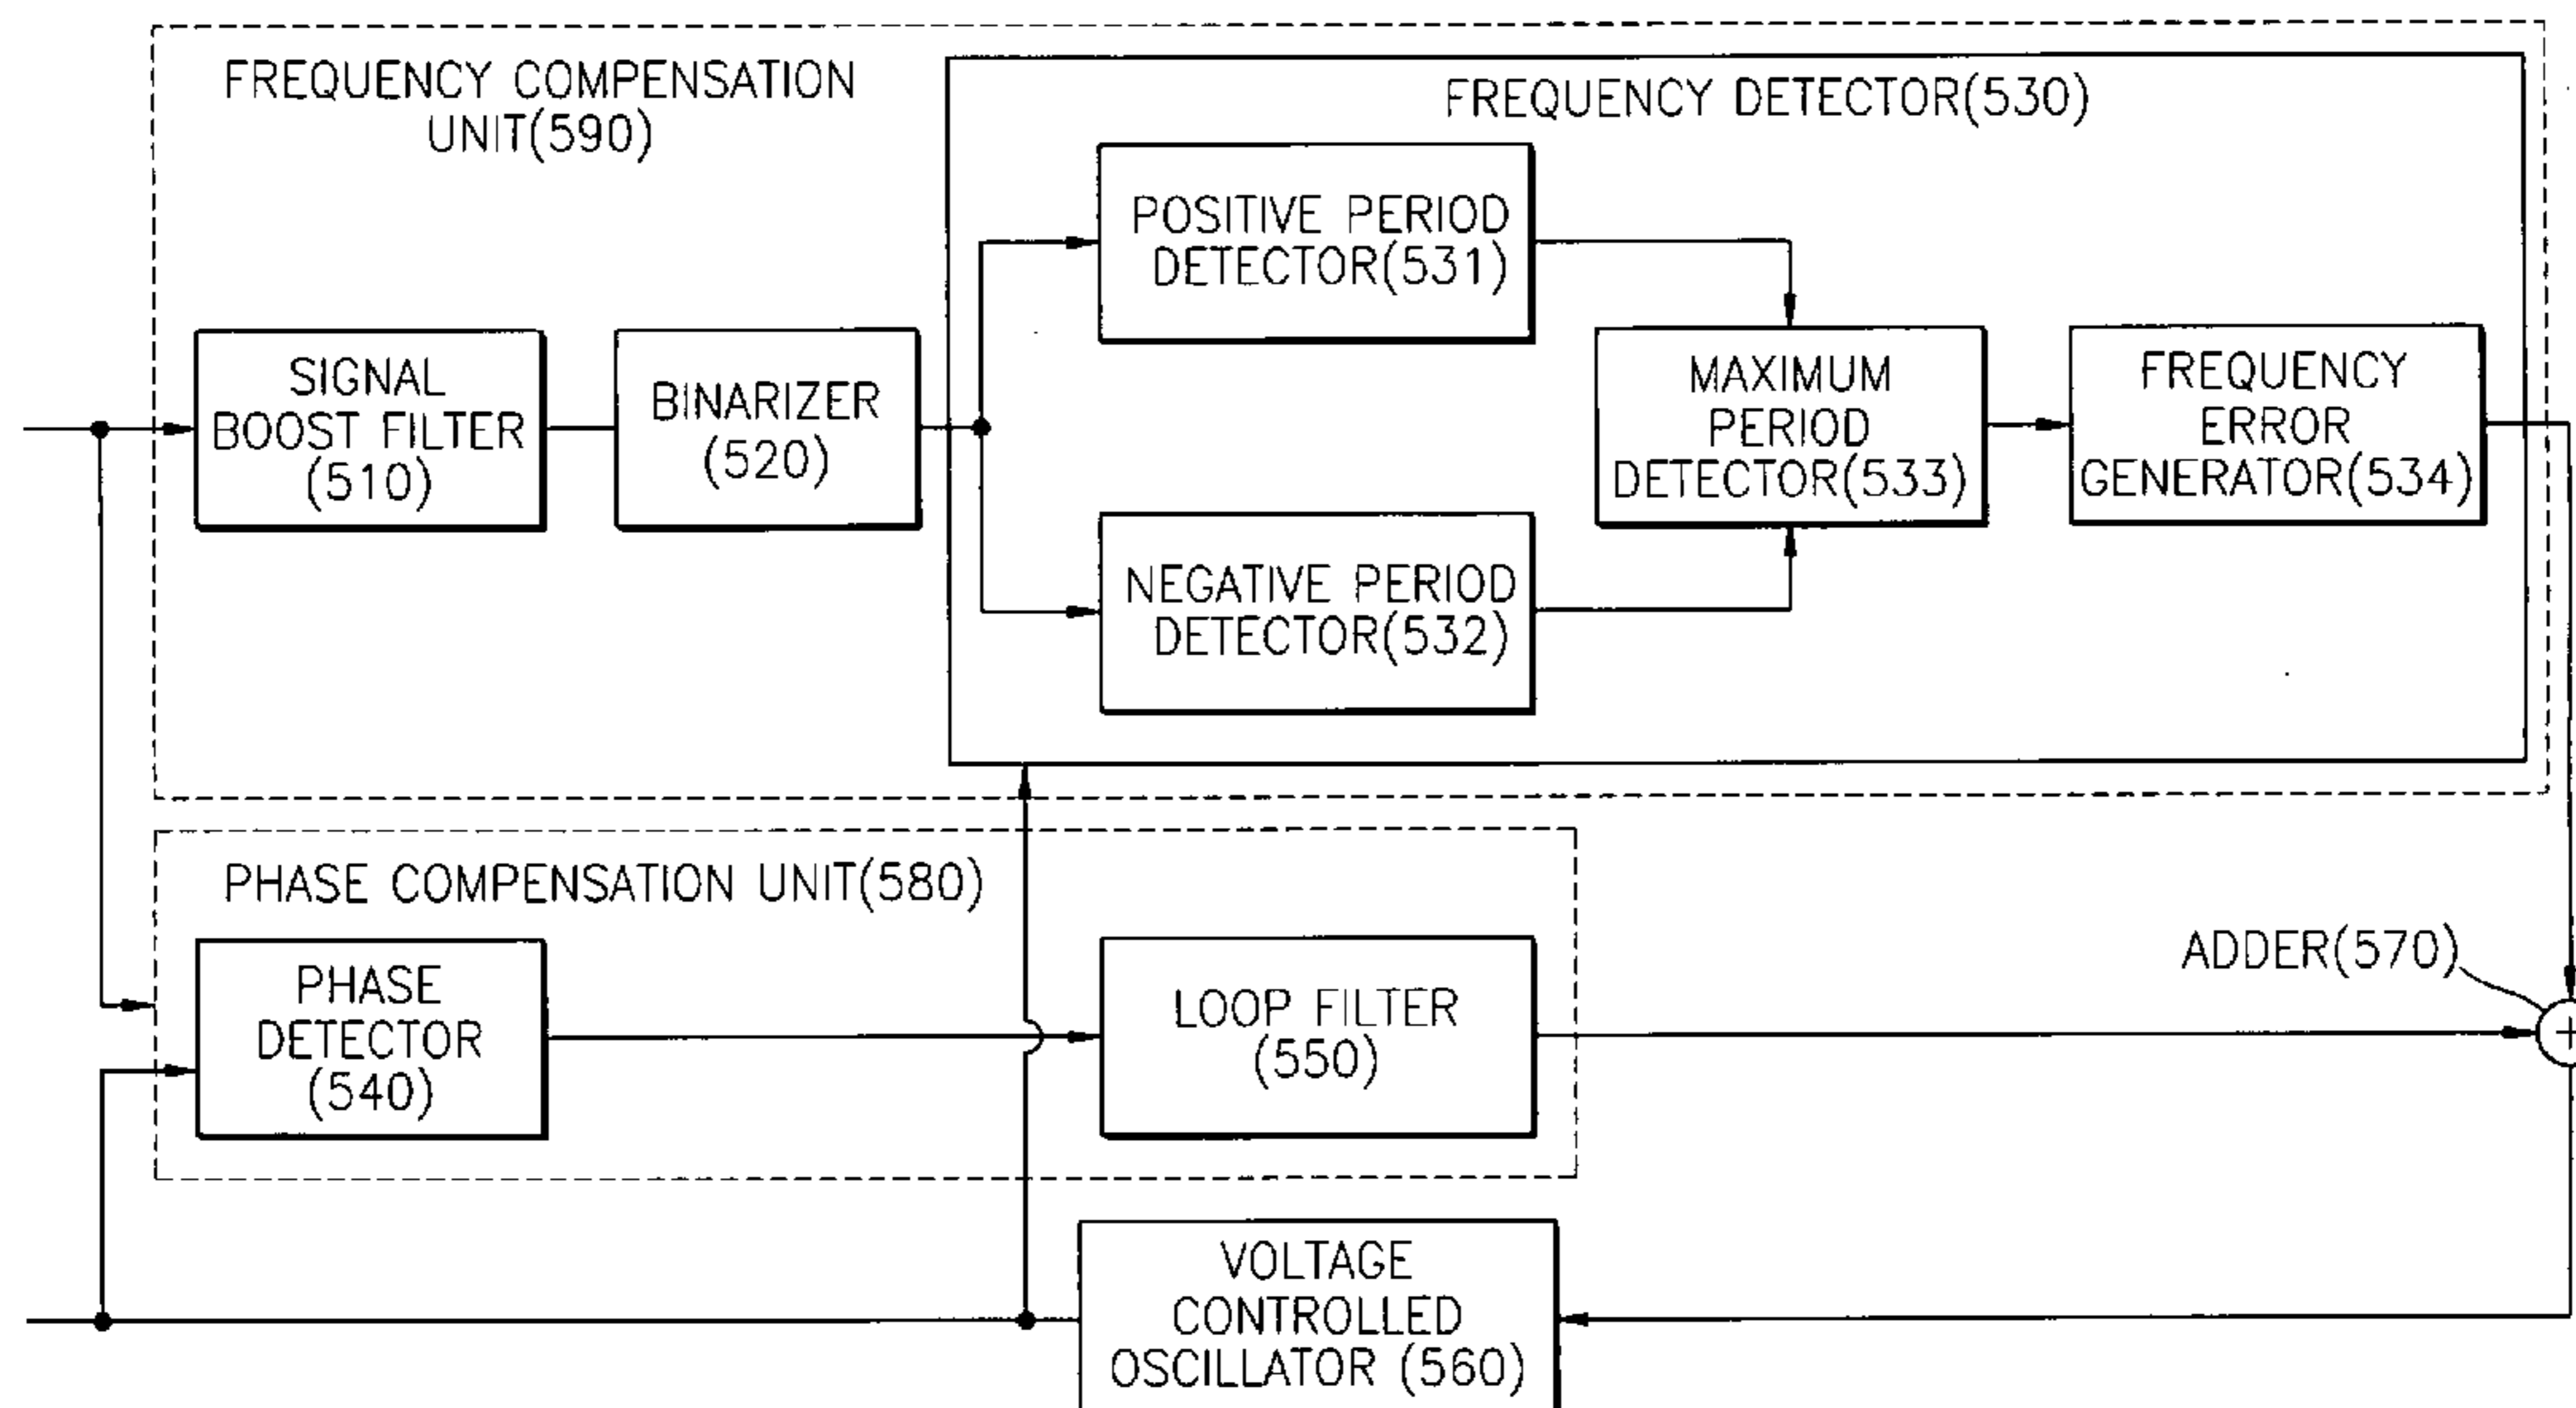 FREQUENCY COMPENSATION
UNIT(590)
FREQUENCY DETECTOR(530)
POSITIVE PERIOD
DETECTOR(531)
SIGNAL
BOOST FILTER
(510)
BINARIZER
(520)
MAXIMUM
PERIOD
DETECTOR(533)
FREQUENCY
ERROR
GENERATOR(534)
NEGATIVE PERIOD
DETECTOR(532)
PHASE COMPENSATION UNIT(580)
PHASE
DETECTOR
(540)
LOOP FILTER
(550)
ADDER(570)
+
VOLTAGE
CONTROLLED
OSCILLATOR (560)